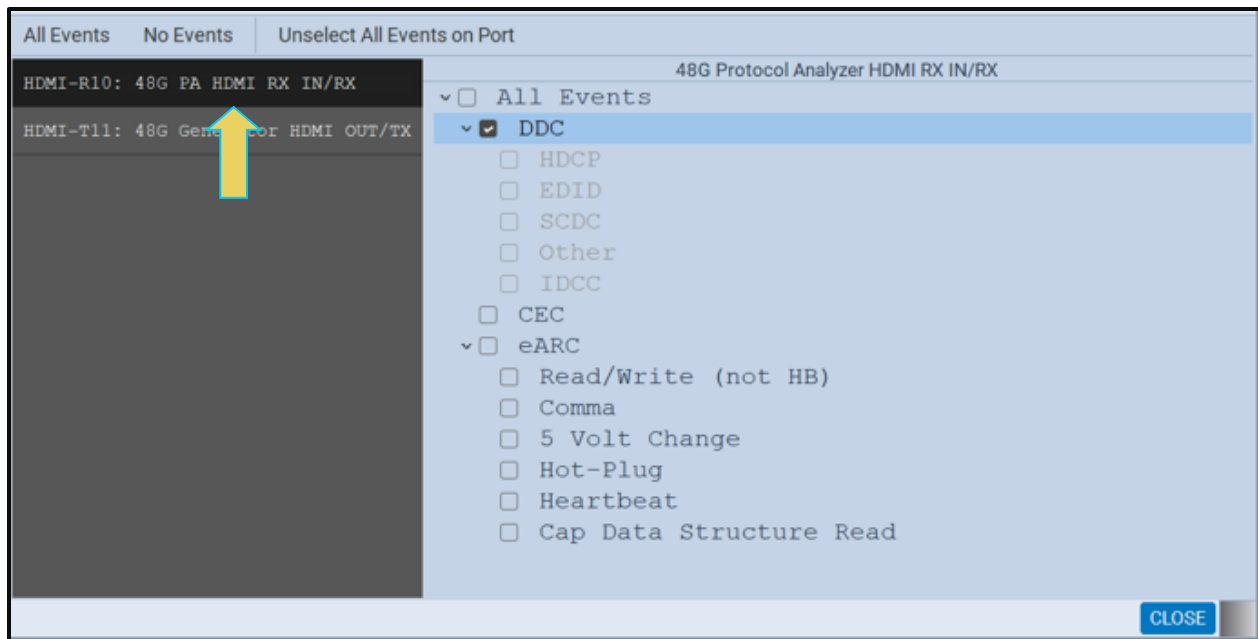 All Events No Events Unselect All Events on Port
HDMI-R10: 48G PA HDMI RX IN/RX
HDMI-T11: 48G HDMI OUT/TX
48G Protocol Analyzer HDMI RX IN/RX
All Events
DDC
HDCP
EDID
SCDC
Other
IDCC
CEC
eARC
Read/Write (not HB)
Comma
5 Volt Change
Hot-Plug
Heartbeat
Cap Data Structure Read
CLOSE